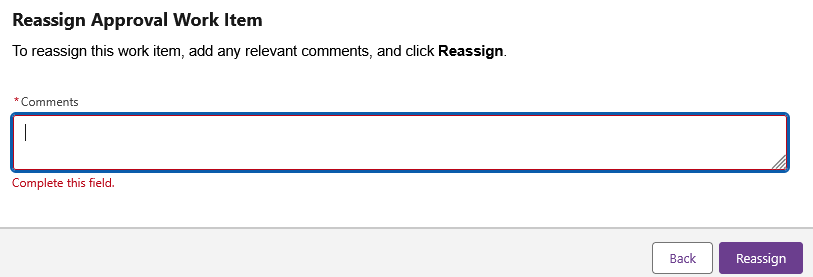 Reassign Approval Work Item
To reassign this work item, add any relevant comments, and click Reassign.
*Comments
Complete this field.
Back
Reassign